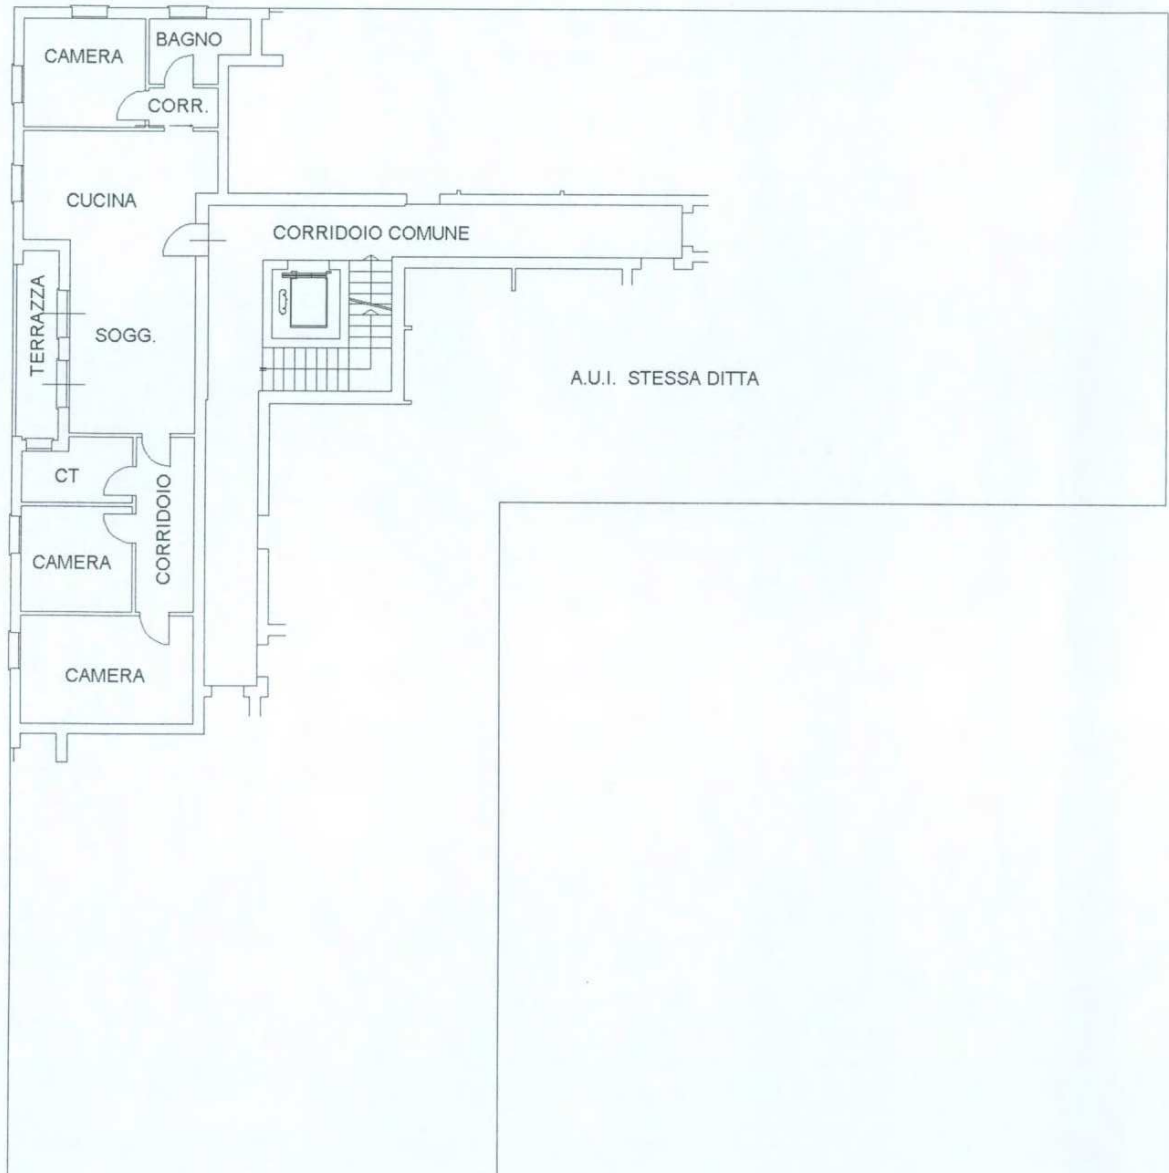 BAGNO
CAMERA
CORR.
CUCINA
CORRIDOIO COMUNE
TERRAZZA
SOGG.
A.U.I. STESSA DITTA
CT
CORRIDOIO
CAMERA
CAMERA